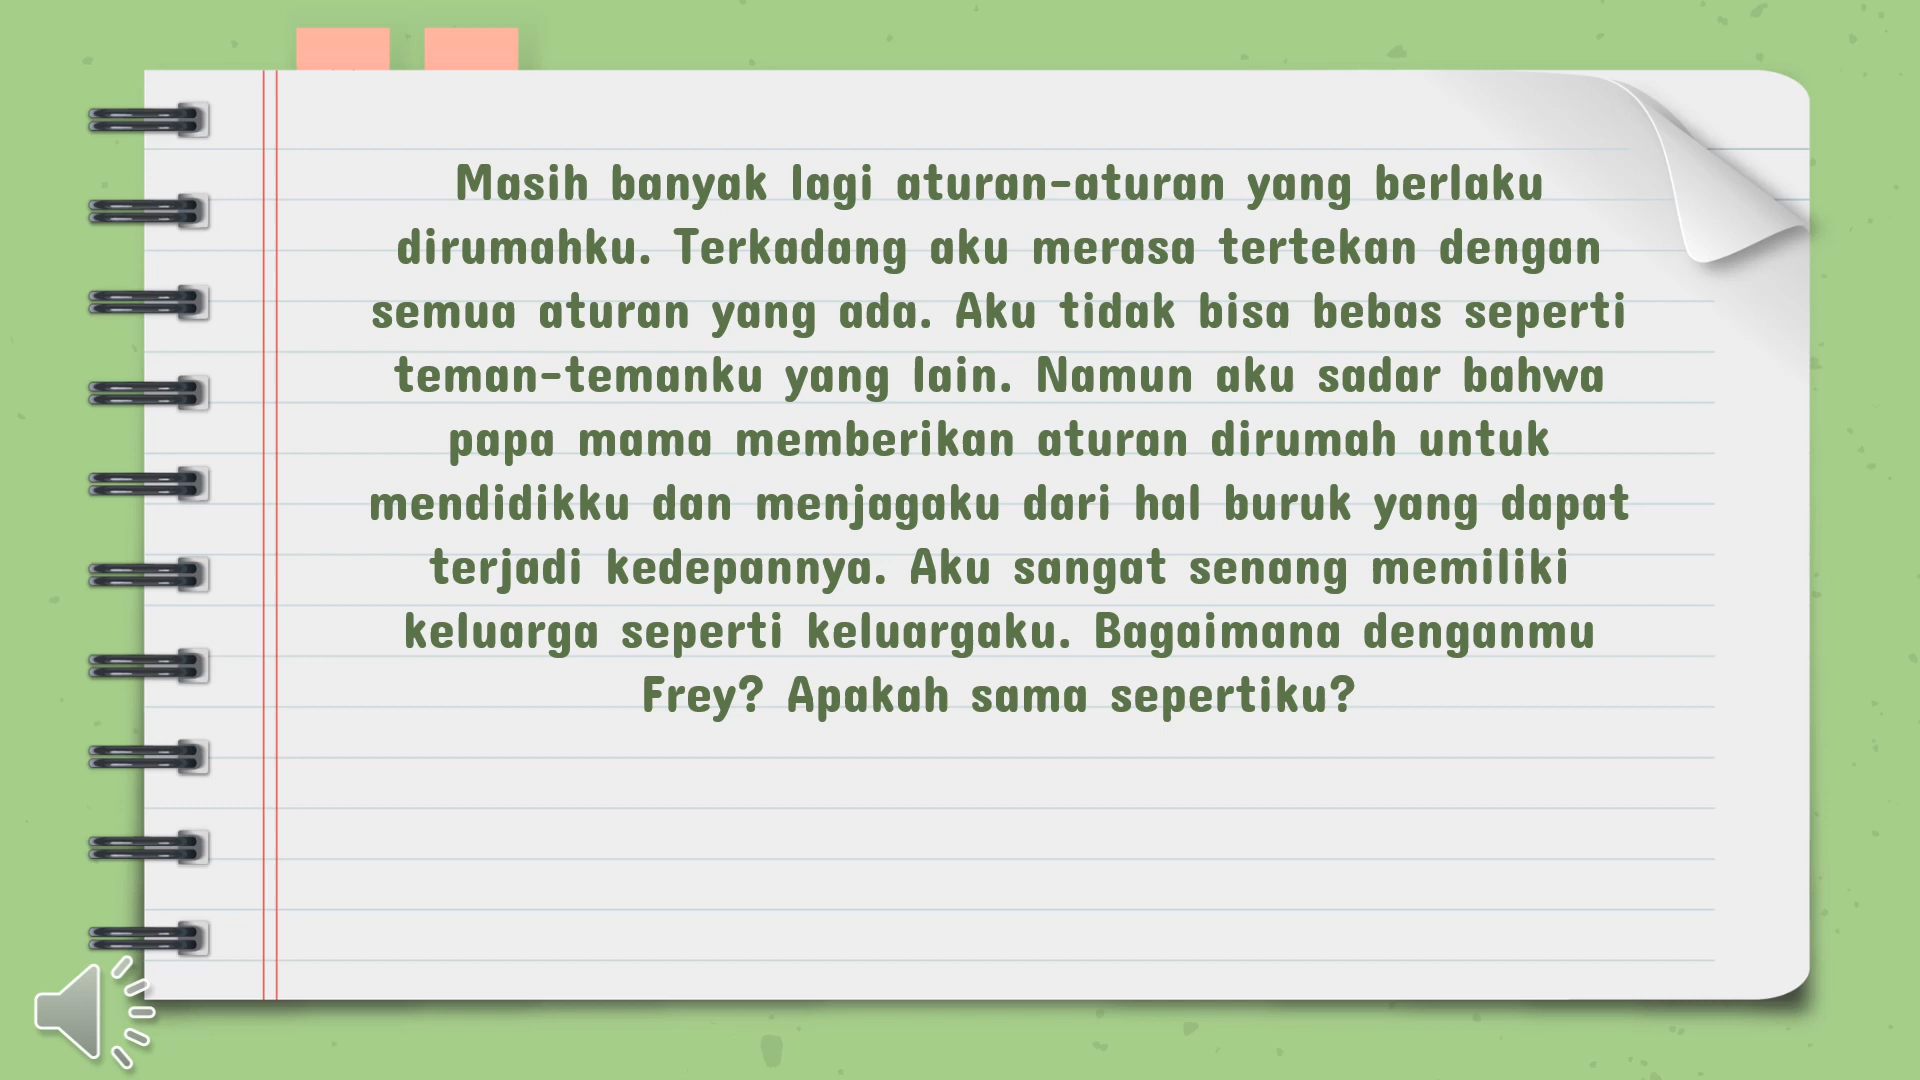 Masih banyak lagi aturan-aturan yang berlaku
dirumahku. Terkadang aku merasa tertekan dengan
semua aturan yang ada. Aku tidak bisa bebas seperti
teman-temanku yang lain. Namun aku sadar bahwa
papa mama memberikan aturan dirumah untuk
mendidikku dan menjagaku dari hal buruk yang dapat
terjadi kedepannya. Aku sangat senang memiliki
keluarga seperti keluargaku. Bagaimana denganmu
Frey? Apakah sama sepertiku?